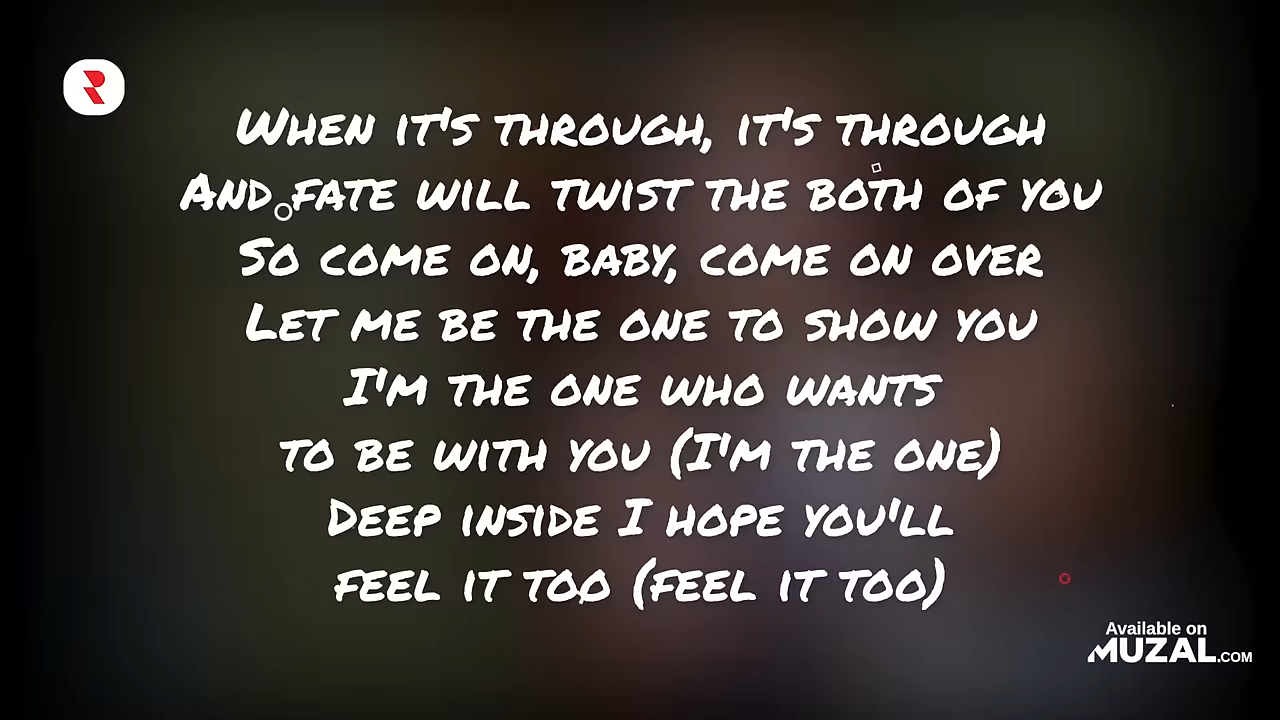 When it's through, it's through
And fate will twist the both of you
So come on, baby, come on over
Let me be the one to show you
I'm the one who wants
to be with you (I'm the one)
Deep inside I hope you'll
feel it too (feel it too)
Available on
MUZAL.COM